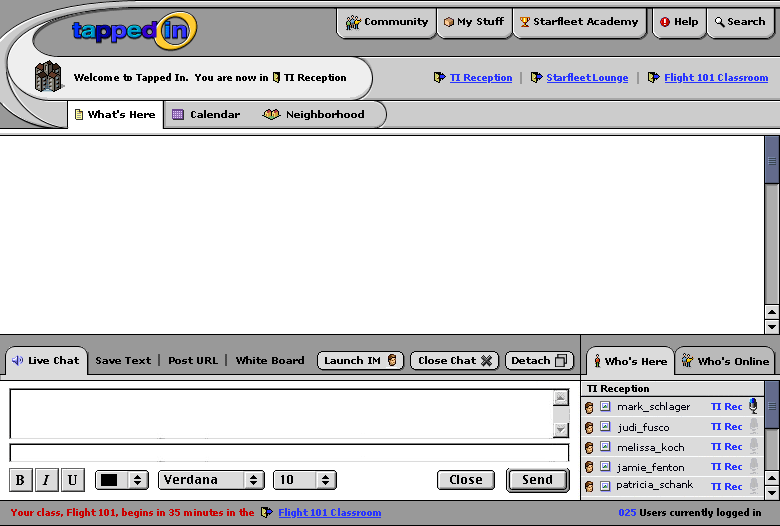 tapped in
Community
My Stuff
Starfleet Academy
Help
Search
Welcome to Tapped In. You are now in TI Reception
TI Reception | Starfleet Lounge | Flight 101 Classroom
What's Here
Calendar
Neighborhood
Live Chat
Save Text | Post URL | White Board
Launch IM
Close Chat
Detach
Who's Here
Who's Online
TI Reception
mark_schlager TI Rec
judi_fusco TI Rec
melissa_koch TI Rec
jamie_fenton TI Rec
patricia_schank TI Rec
B I U
Verdana
10
Close
Send
Your class, Flight 101, begins in 35 minutes in the Flight 101 Classroom
025 Users currently logged in